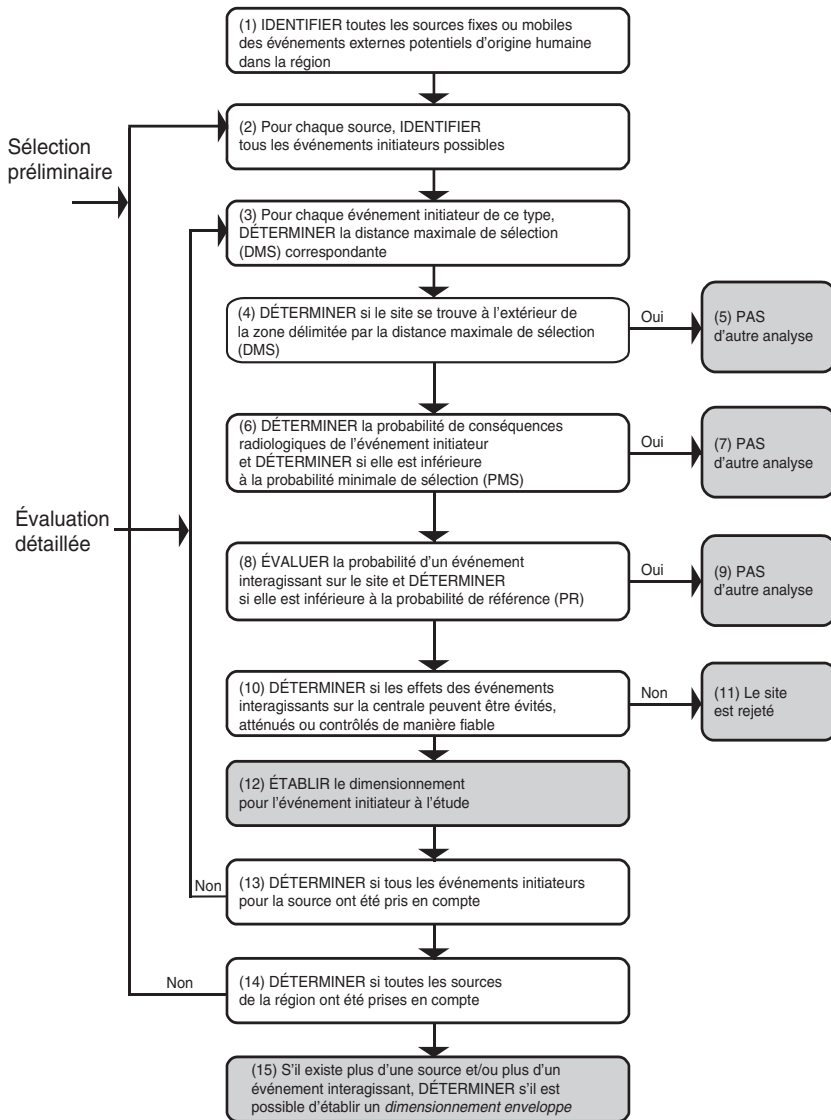 (1) IDENTIFIER toutes les sources fixes ou mobiles
des événements externes potentiels d'origine humaine
dans la région
Sélection
préliminaire
(2) Pour chaque source, IDENTIFIER
tous les événements initiateurs possibles
(3) Pour chaque événement initiateur de ce type,
DÉTERMINER la distance maximale de sélection
(DMS) correspondante
(4) DÉTERMINER si le site se trouve à l'extérieur de
la zone délimitée par la distance maximale de sélection
(DMS)
Oui
(5) PAS
d'autre analyse
(6) DÉTERMINER la probabilité de conséquences
radiologiques de l'événement initiateur
et DÉTERMINER si elle est inférieure
à la probabilité minimale de sélection (PMS)
Oui
(7) PAS
d'autre analyse
Évaluation
détaillée
(8) ÉVALUER la probabilité d'un événement
interagissant sur le site et DÉTERMINER
si elle est inférieure à la probabilité de référence (PR)
Oui
(9) PAS
d'autre analyse
(10) DÉTERMINER si les effets des événements
interagissants sur la centrale peuvent être évités,
atténués ou contrôlés de manière fiable
Non
(11) Le site
est rejeté
(12) ÉTABLIR le dimensionnement
pour l'événement initiateur à l'étude
Non
(13) DÉTERMINER si tous les événements initiateurs
pour la source ont été pris en compte
Non
(14) DÉTERMINER si toutes les sources
de la région ont été prises en compte
(15) S'il existe plus d'une source et/ou plus d'un
événement interagissant, DÉTERMINER s'il est
possible d'établir un dimensionnement enveloppe